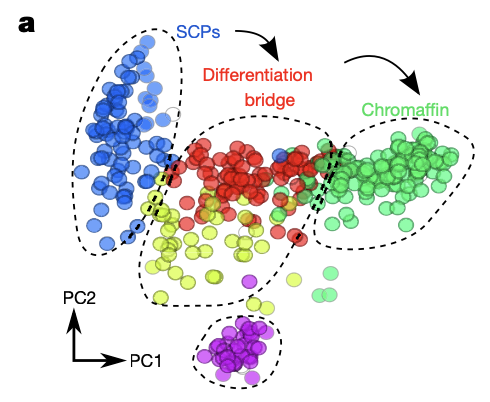 a
SCPs
Differentiation
bridge
Chromaffin
PC2
PC1